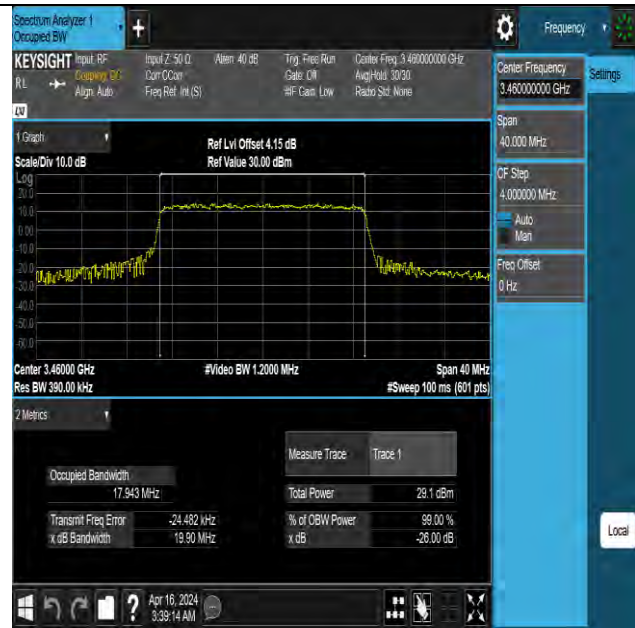 Spectrum Analyzer 1
Occupied BW
+
Frequency
KEYSIGHT Input: RF Input Z: 50 Ω Atten: 40 dB Trig: Free Run Center Freq: 3.460000000 GHz
RL Coupling: DC Corr CCorr Gate: Off Avg|Hold: 30/30
Align: Auto Freq Ref: Int (S) #IF Gain: Low Radio Std: None
LXI
Center Frequency
3.460000000 GHz
Settings
Span
40.000 MHz
CF Step
4.000000 MHz
Auto
Man
Freq Offset
0 Hz
1 Graph
Ref Lvl Offset 4.15 dB
Scale/Div 10.0 dB Ref Value 30.00 dBm
Log
20.0
10.0
0.00
-10.0
-20.0
-30.0
-40.0
-50.0
-60.0
Center 3.46000 GHz #Video BW 1.2000 MHz Span 40 MHz
Res BW 390.00 kHz #Sweep 100 ms (601 pts)
2 Metrics
Measure Trace Trace 1
Occupied Bandwidth
17.943 MHz
Total Power 29.1 dBm
Transmit Freq Error -24.482 kHz
% of OBW Power 99.00 %
x dB Bandwidth 19.90 MHz
x dB -26.00 dB
Local
?
Apr 16, 2024
3:39:14 AM